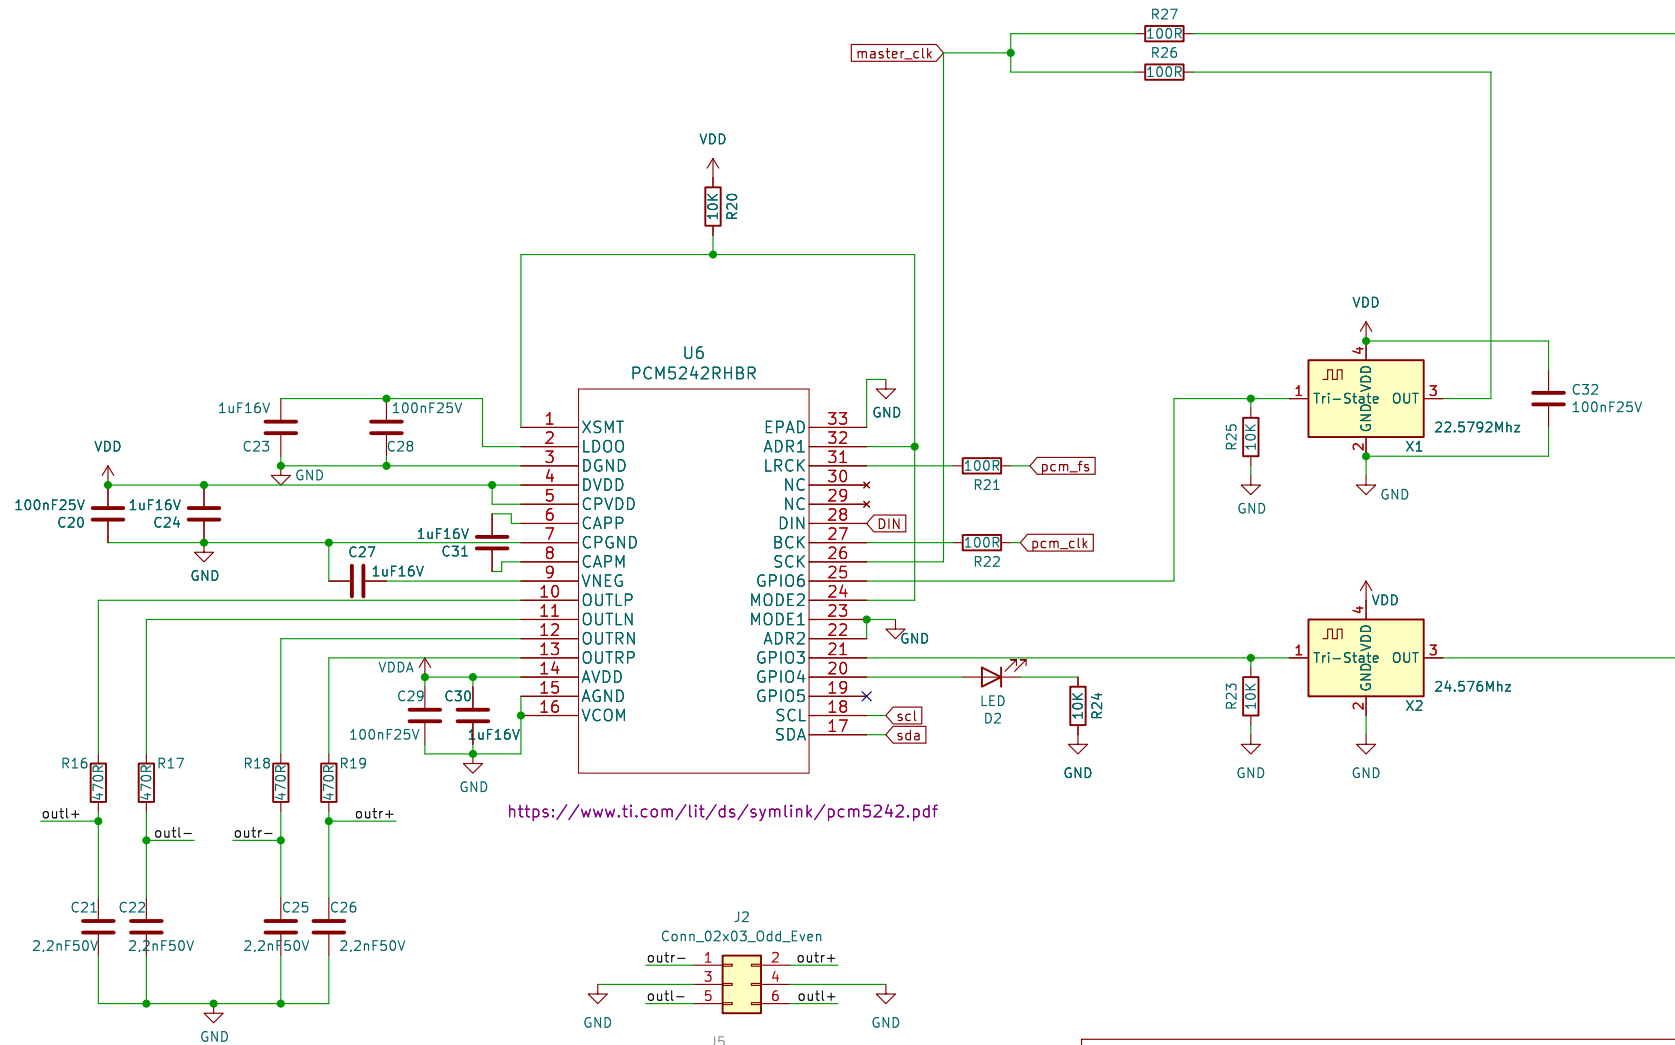 R27
100R
R26
master_clk
100R
VDD
10K
R20
VDD
U6
PCM5242RHBR
4
VDD
1uF16V
100nF25V
GND
1
Tri-State
OUT
3
C32
100nF25V
GND
2
22.5792Mhz
X1
R25
10K
GND
GND
VDD
C23
C28
GND
100nF25V
C20
1uF16V
C24
GND
1uF16V
C31
C27
1uF16V
1 XSMT
2 LDOO
3 DGND
4 DVDD
5 CPVDD
6 CAPP
7 CPGND
8 CAPM
9 VNEG
10 OUTLP
11 OUTLN
12 OUTRN
13 OUTRP
14 AVDD
15 AGND
16 VCOM
EPAD 33
ADR1 32
LRCK 31
NC 30
NC 29
DIN 28
BCK 27
SCK 26
GPIO6 25
MODE2 24
MODE1 23
ADR2 22
GPIO3 21
GPIO4 20
GPIO5 19
SCL 18
SDA 17
100R
pcm_fs
R21
DIN
100R
pcm_clk
R22
GND
VDD
4
VDD
1
Tri-State
OUT
3
GND
2
24.576Mhz
X2
R23
10K
GND
GND
LED
D2
10K
R24
GND
scl
sda
VDDA
C29
C30
100nF25V
1uF16V
GND
R16
470R
470R
R17
R18
470R
470R
R19
outl+
outl-
outr-
outr+
https://www.ti.com/lit/ds/symlink/pcm5242.pdf
C21
C22
C25
C26
2,2nF50V
2,2nF50V
2,2nF50V
2,2nF50V
GND
J2
Conn_02x03_Odd_Even
outr- 1 2 outr+
3 4
outl- 5 6 outl+
GND
GND
J5